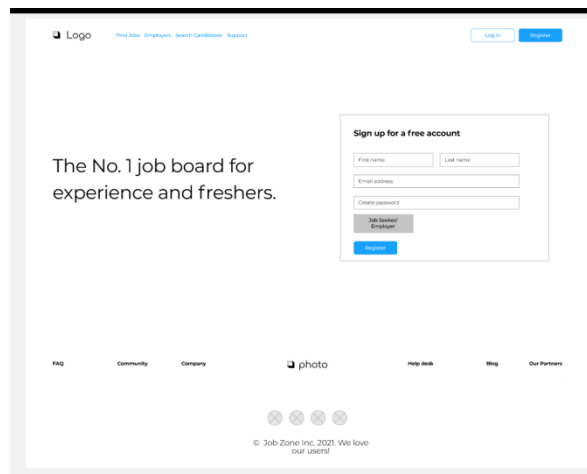 Logo
Find Jobs Employers Search Candidates Support
Log in
Register
The No. 1 job board for
experience and freshers.
Sign up for a free account
First name
Last name
Email address
Create password
Job Seeker/
Employer
Register
FAQ
Community
Company
photo
Help desk
Blog
Our Partners
© Job Zone Inc. 2021. We love
our users!